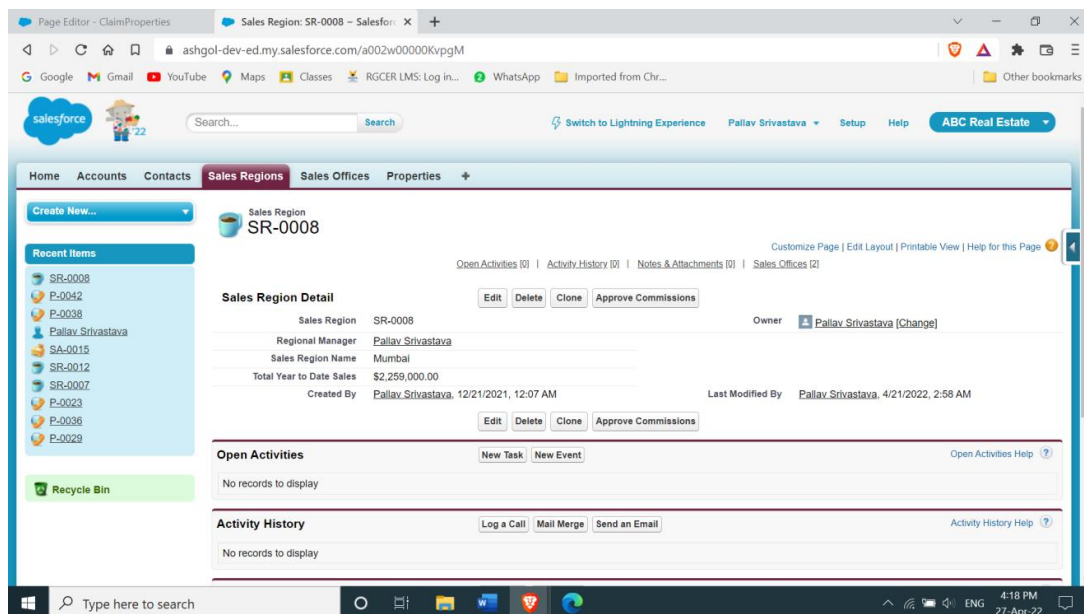 Page Editor - ClaimProperties
Sales Region: SR-0008 ~ Salesforc
ashgol-dev-ed.my.salesforce.com/a002w00000KvpgM
Google Gmail YouTube Maps Classes RGCER LMS: Log in... WhatsApp Imported from Chr... Other bookmarks
salesforce '22 Search... Search Switch to Lightning Experience Pallav Srivastava Setup Help ABC Real Estate
Home Accounts Contacts Sales Regions Sales Offices Properties +
Create New...
Recent Items
SR-0008
P-0042
P-0038
Pallav Srivastava
SA-0015
SR-0012
SR-0007
P-0023
P-0036
P-0029
Recycle Bin
Sales Region
SR-0008
Customize Page | Edit Layout | Printable View | Help for this Page
Open Activities [0] | Activity History [0] | Notes & Attachments [0] | Sales Offices [2]
Sales Region Detail Edit Delete Clone Approve Commissions
Sales Region SR-0008 Owner Pallav Srivastava [Change]
Regional Manager Pallav Srivastava
Sales Region Name Mumbai
Total Year to Date Sales $2,259,000.00
Created By Pallav Srivastava, 12/21/2021, 12:07 AM Last Modified By Pallav Srivastava, 4/21/2022, 2:58 AM
Edit Delete Clone Approve Commissions
Open Activities New Task New Event Open Activities Help ?
No records to display
Activity History Log a Call Mail Merge Send an Email Activity History Help ?
No records to display
Type here to search ENG 4:18 PM
27-Apr-22